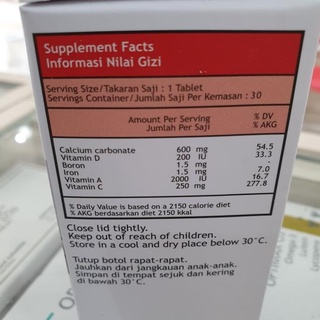 Supplement Facts
Informasi Nilai Gizi
Serving Size/Takaran Saji : 1 Tablet
Servings Container/Jumlah Saji Per Kemasan : 30
Amount Per Serving % DV
Jumlah Per Saji % AKG
Calcium carbonate 600 mg 54.5
Vitamin D 200 IU 33.3
Boron 1.5 mg -
Iron 1.5 mg 7.0
Vitamin A 2000 IU 16.7
Vitamin C 250 mg 277.8
% Daily Value is based on a 2150 calorie diet
% AKG berdasarkan diet 2150 kkal
Close lid tightly.
Keep out of reach of children.
Store in a cool and dry place below 30°C.
Tutup botol rapat-rapat.
Jauhkan dari jangkauan anak-anak.
Simpan di tempat sejuk dan kering
di bawah 30°C.